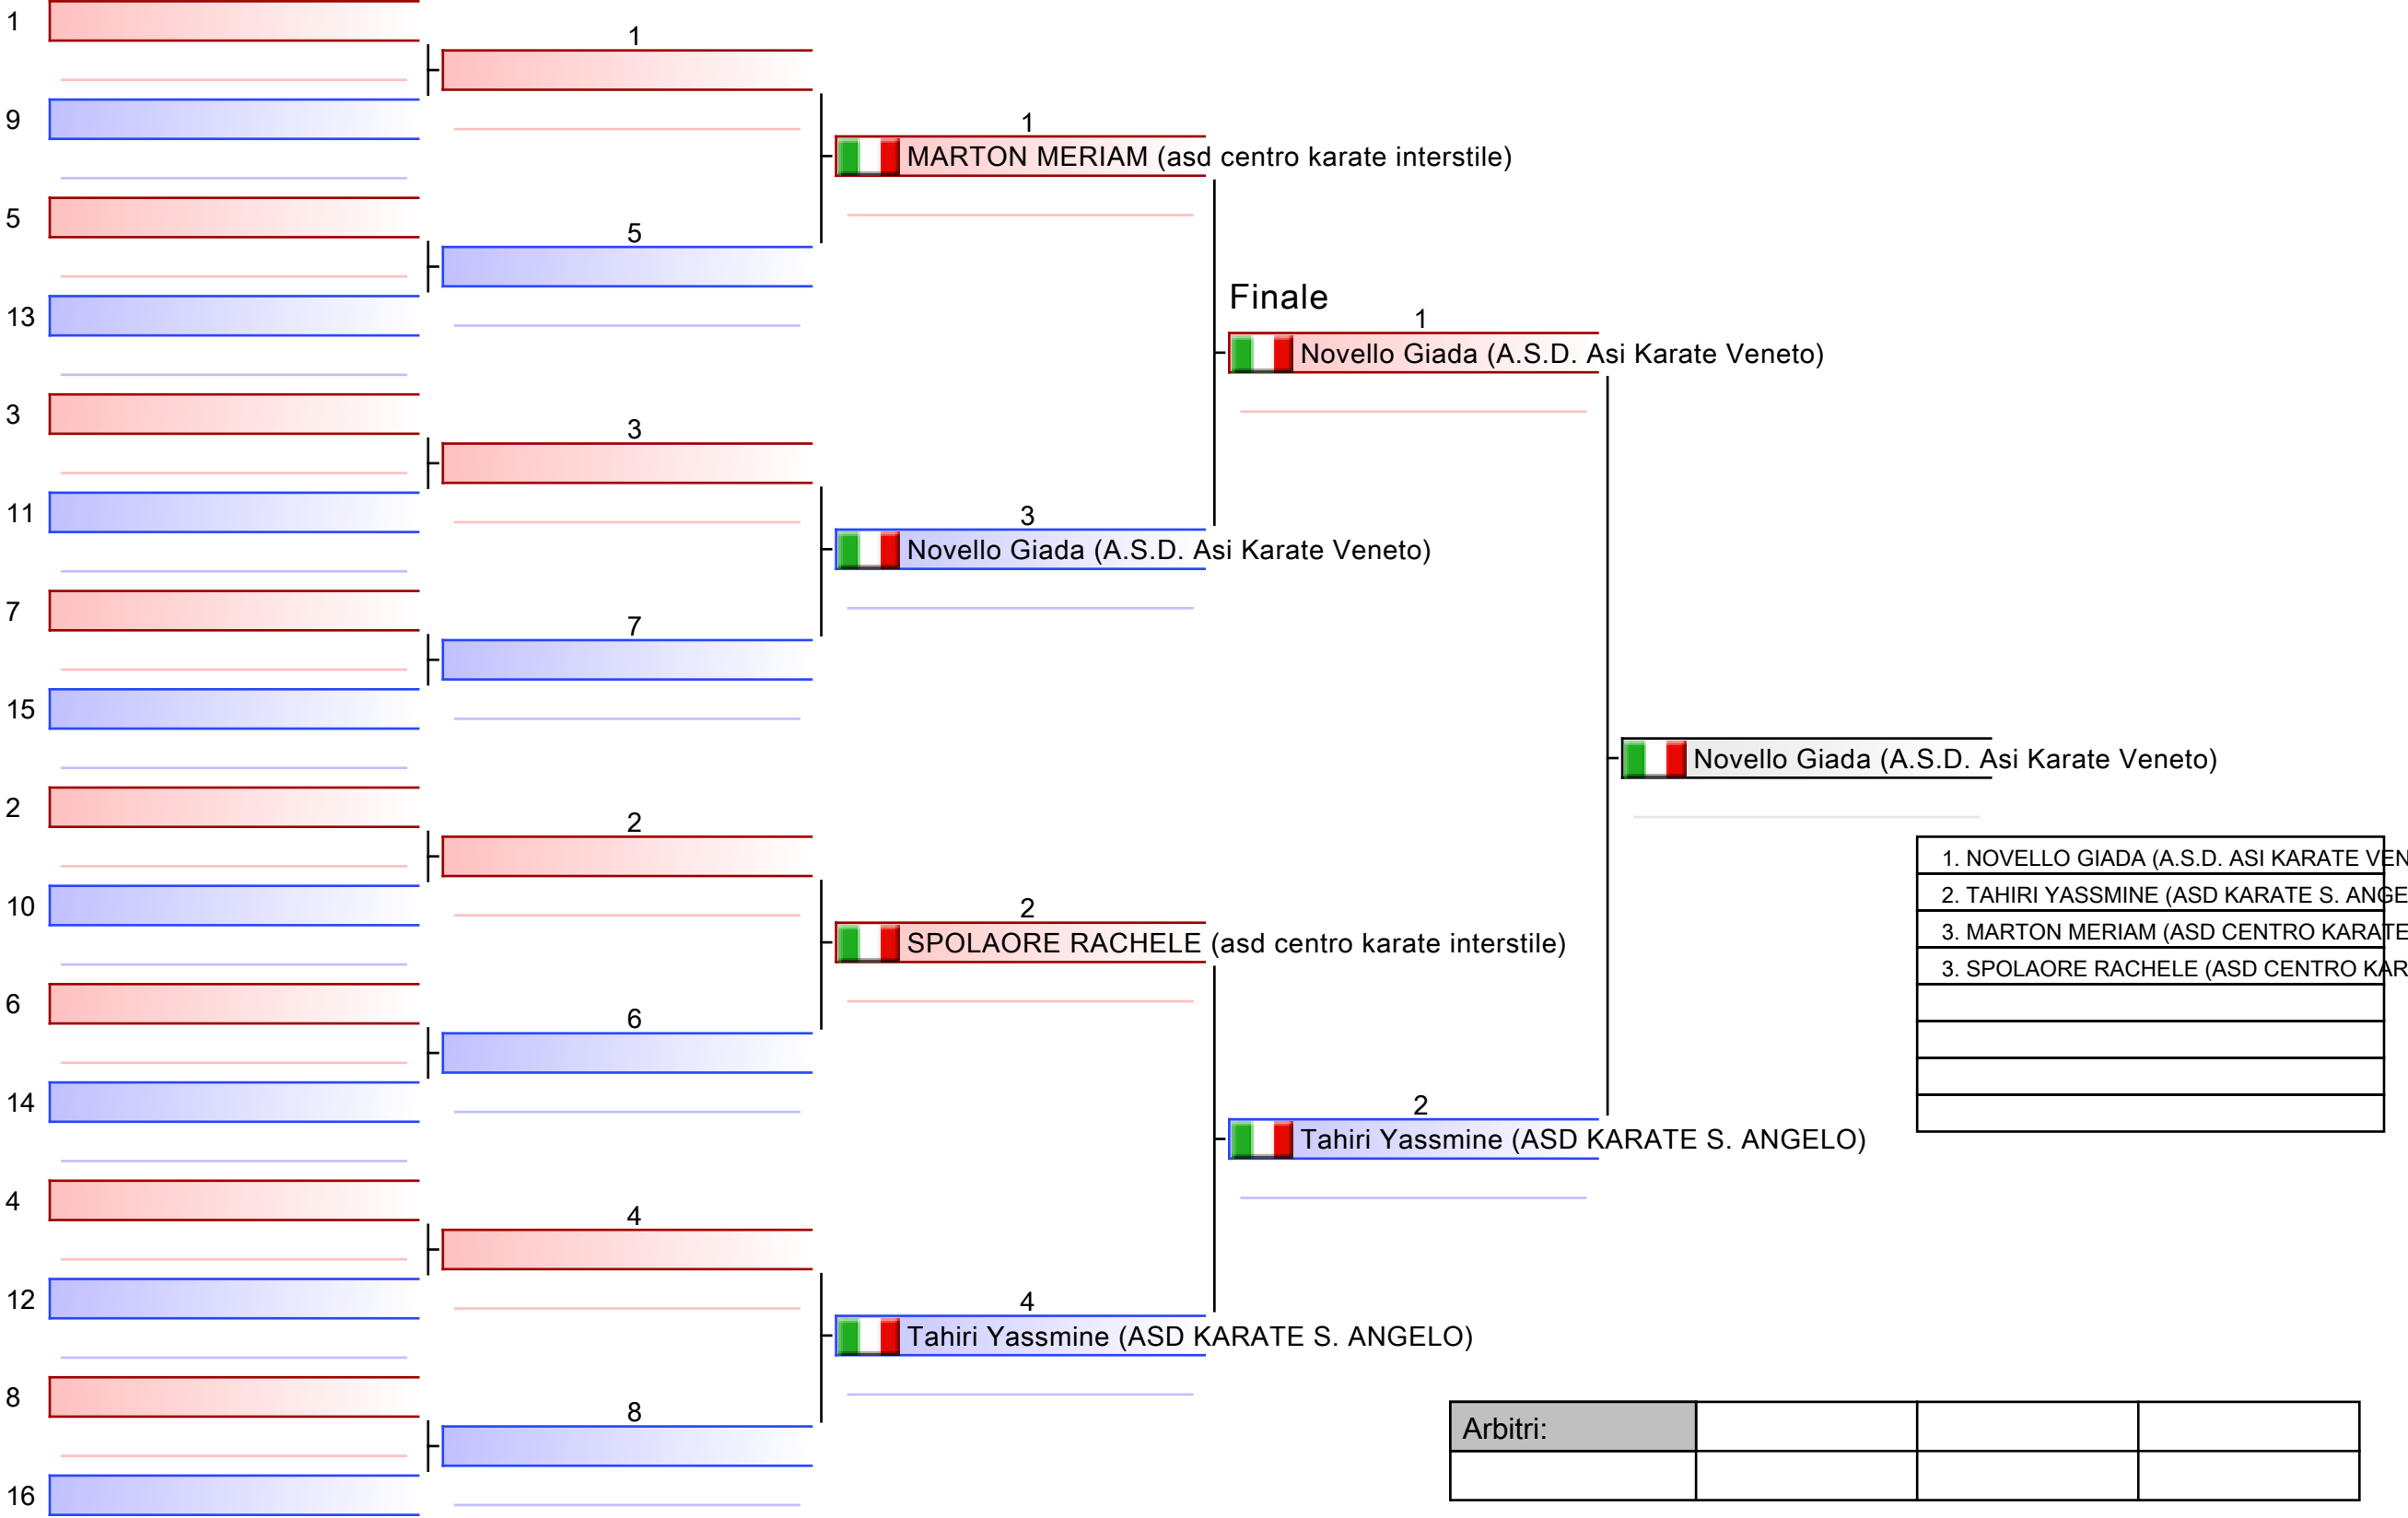 1
9
5
13
3
11
7
15
2
10
6
14
4
12
8
16
1
5
3
7
2
6
4
8
1
MARTON MERIAM (asd centro karate interstile)
3
Novello Giada (A.S.D. Asi Karate Veneto)
2
SPOLAORE RACHELE (asd centro karate interstile)
4
Tahiri Yassmine (ASD KARATE S. ANGELO)
Finale
1
Novello Giada (A.S.D. Asi Karate Veneto)
2
Tahiri Yassmine (ASD KARATE S. ANGELO)
Novello Giada (A.S.D. Asi Karate Veneto)
1. NOVELLO GIADA (A.S.D. ASI KARATE VEN
2. TAHIRI YASSMINE (ASD KARATE S. ANGE
3. MARTON MERIAM (ASD CENTRO KARATE
3. SPOLAORE RACHELE (ASD CENTRO KAR
Arbitri: